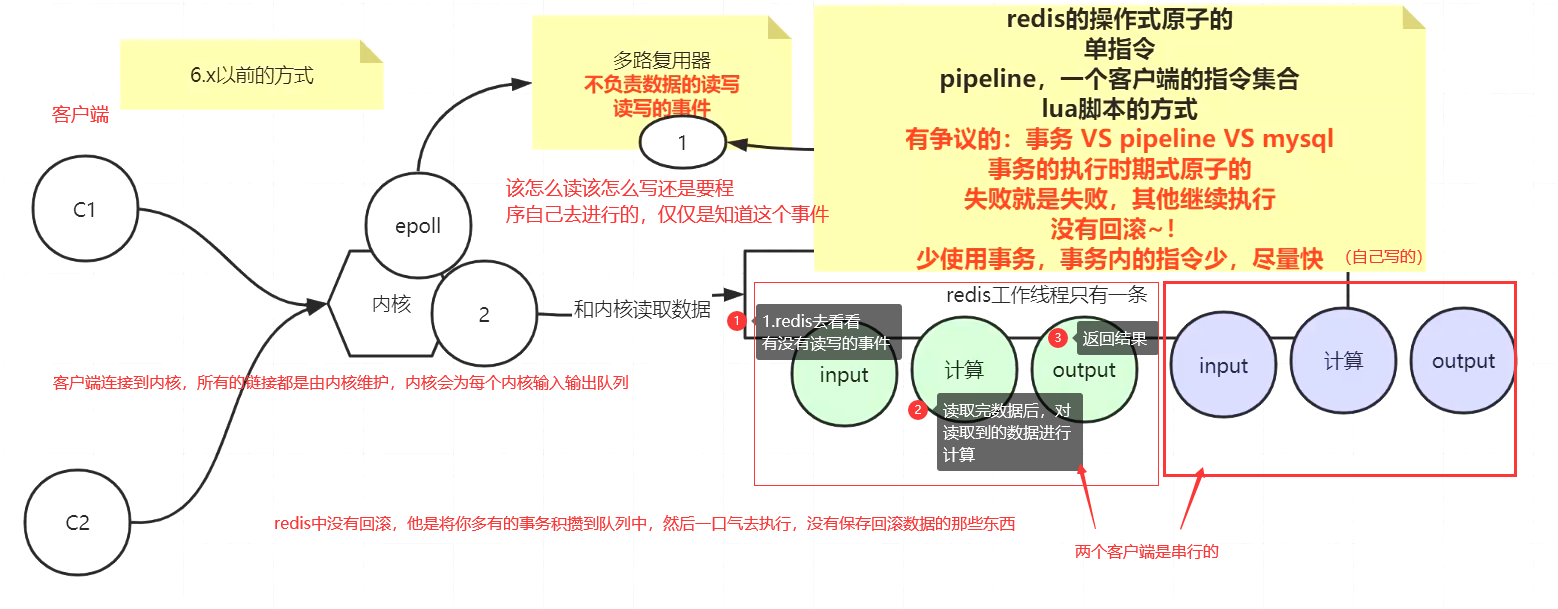 6.x以前的方式
客户端
C1
C2
epoll
内核
2
多路复用器
不负责数据的读写
读写的事件
1
该怎么读该怎么写还是要程
序自己去进行的，仅仅是知道这个事件
redis的操作式原子的
单指令
pipeline，一个客户端的指令集合
lua脚本的方式
有争议的：事务 VS pipeline VS mysql
事务的执行时期式原子的
失败就是失败，其他继续执行
没有回滚~！
少使用事务，事务内的指令少，尽量快
（自己写的）
和内核读取数据
redis工作线程只有一条
1
1.redis去看看
有没有读写的事件
3
返回结果
input
计算
output
input
计算
output
2
读取完数据后，对
读取到的数据进行
计算
客户端连接到内核，所有的链接都是由内核维护，内核会为每个内核输入输出队列
redis中没有回滚，他是将你多有的事务积攒到队列中，然后一口气去执行，没有保存回滚数据的那些东西
两个客户端是串行的